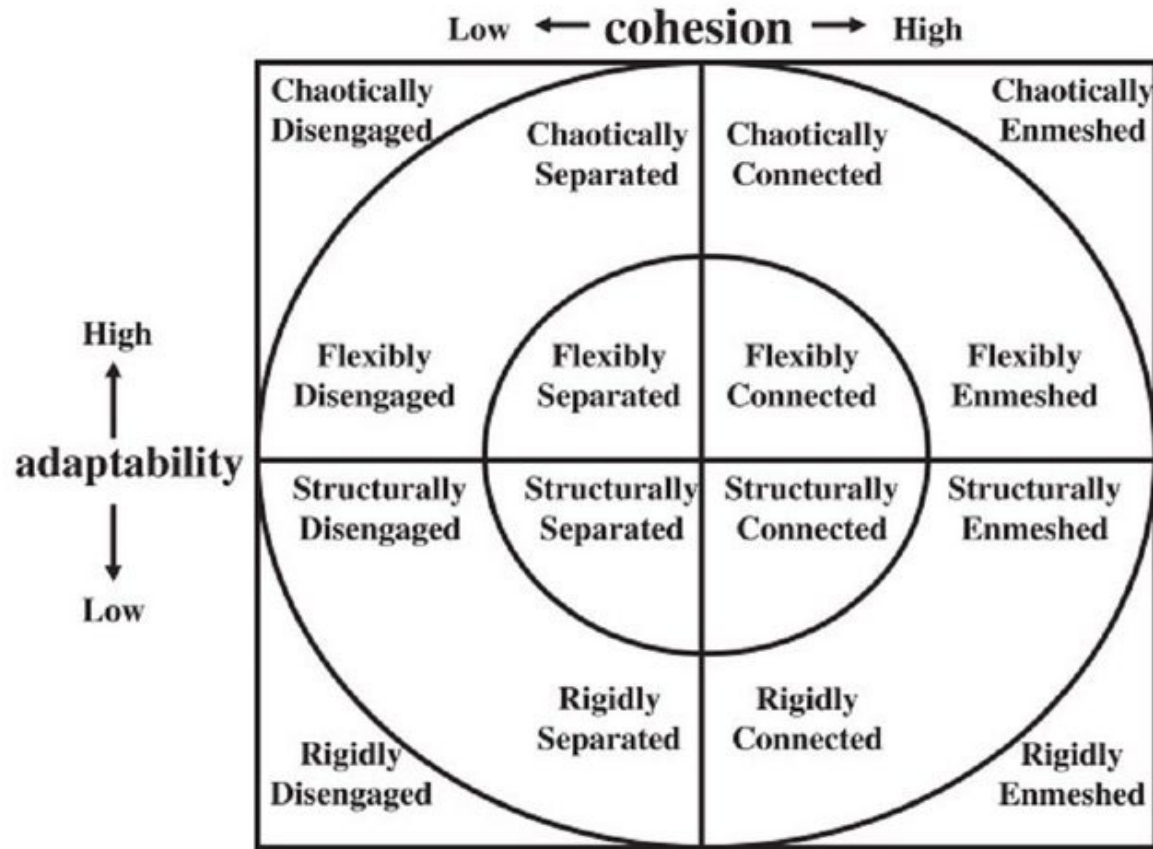 Low ← cohesion → High
Chaotically
Disengaged
Chaotically
Separated
Chaotically
Connected
Chaotically
Enmeshed
High
adaptability
Low
Flexibly
Disengaged
Flexibly
Separated
Flexibly
Connected
Flexibly
Enmeshed
Structurally
Disengaged
Structurally
Separated
Structurally
Connected
Structurally
Enmeshed
Rigidly
Disengaged
Rigidly
Separated
Rigidly
Connected
Rigidly
Enmeshed